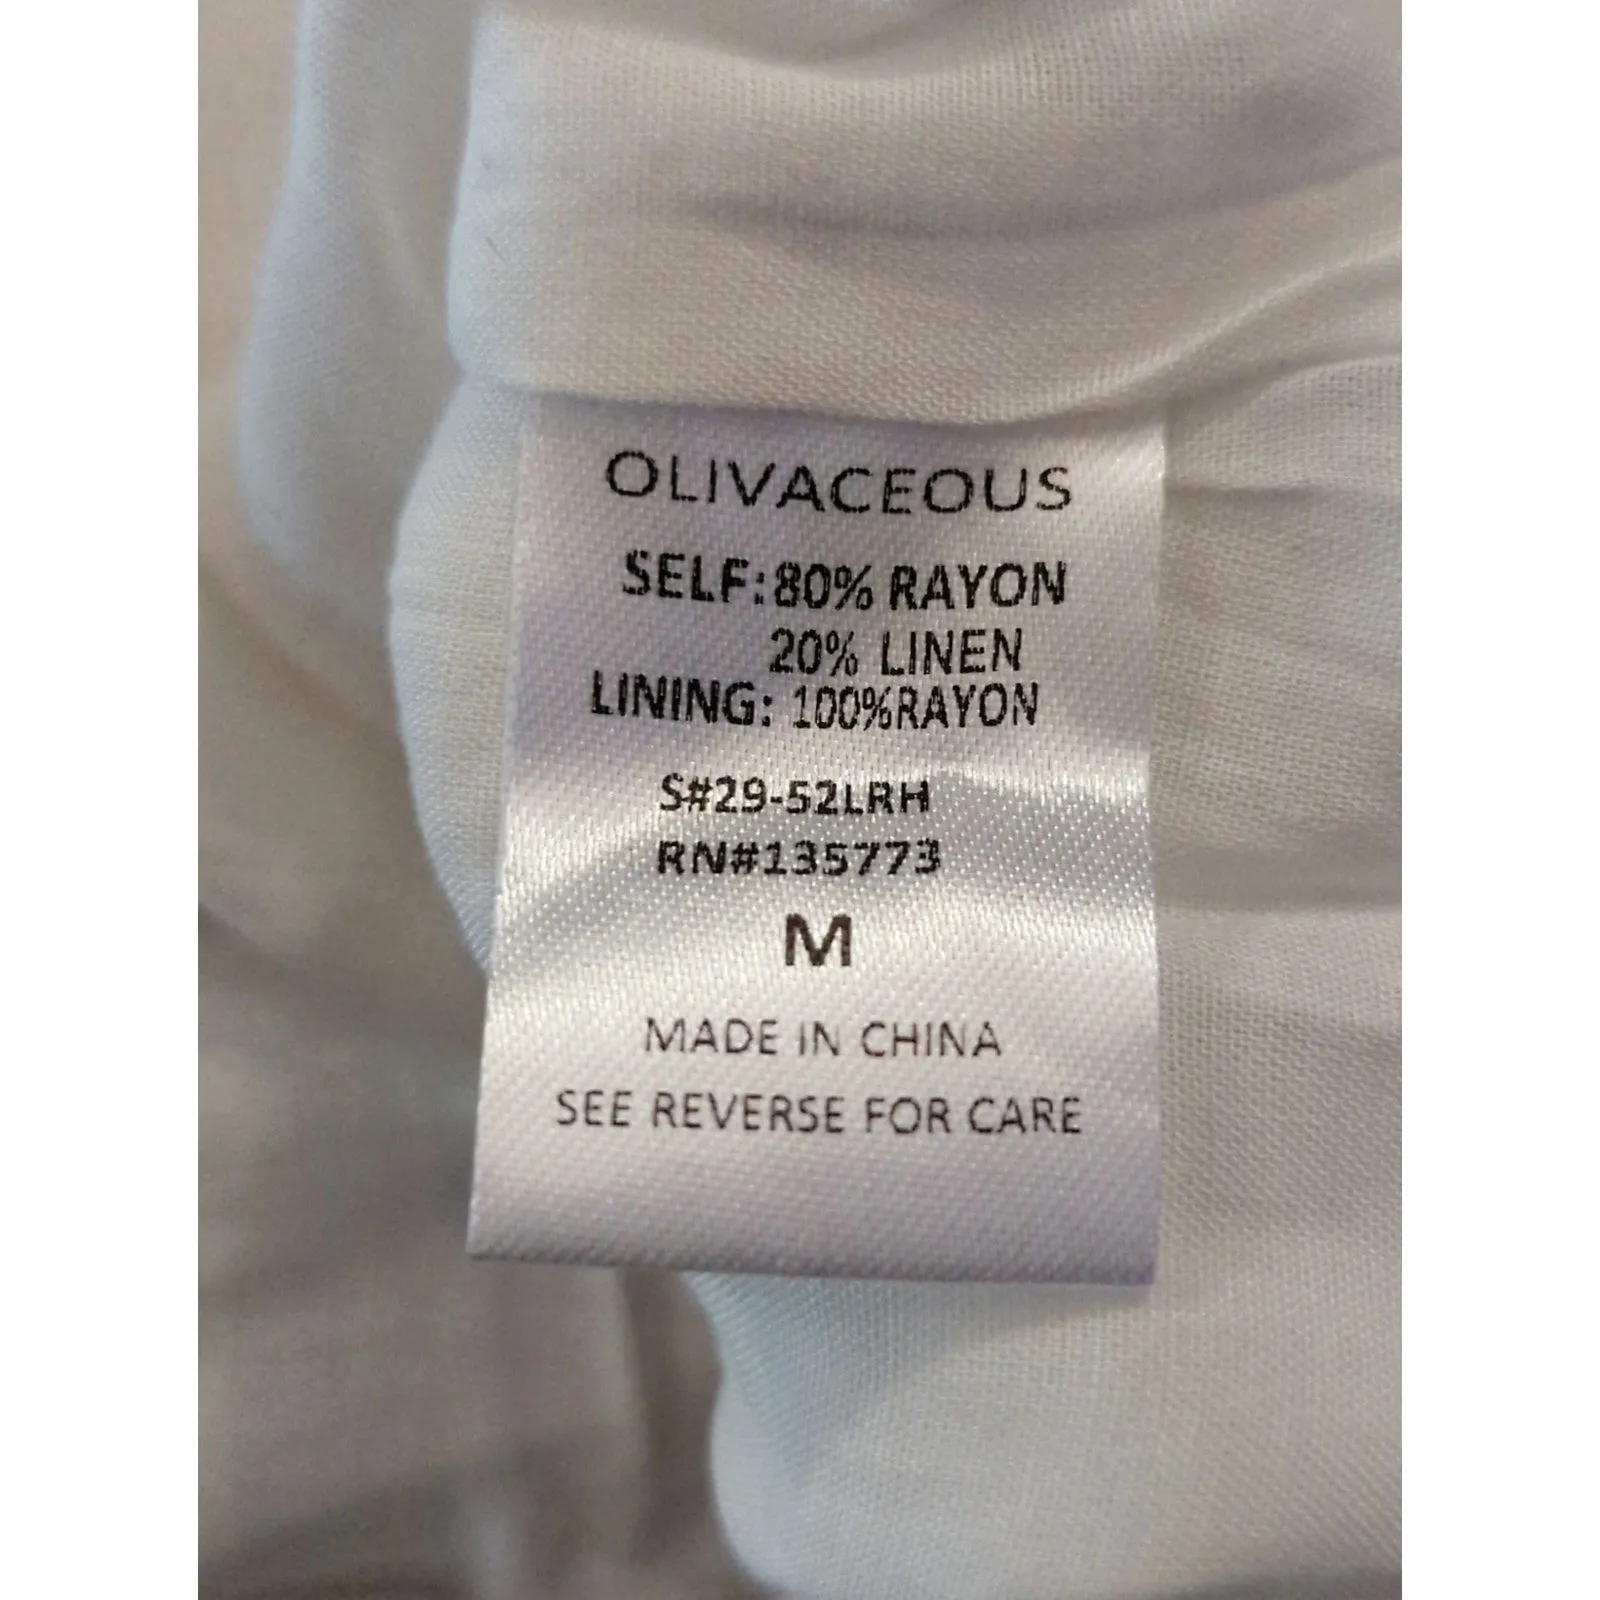 OLIVACEOUS
SELF:80% RAYON
20% LINEN
LINING: 100%RAYON
S#29-52LRH
RN#135773
M
MADE IN CHINA
SEE REVERSE FOR CARE